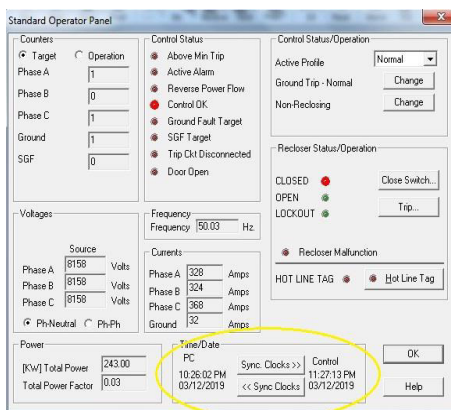 Standard Operator Panel
Counters
Target Operation
Phase A 1
Phase B 0
Phase C 1
Ground 1
SGF 0
Control Status
Above Min Trip
Active Alarm
Reverse Power Flow
Control OK
Ground Fault Target
SGF Target
Trip Ckt Disconnected
Door Open
Control Status/Operation
Active Profile Normal
Ground Trip - Normal Change
Non-Reclosing Change
Recloser Status/Operation
CLOSED Close Switch...
OPEN
LOCKOUT Trip...
Recloser Malfunction
HOT LINE TAG Hot Line Tag
Voltages
Source
Phase A 8158 Volts
Phase B 8158 Volts
Phase C 8158 Volts
Ph-Neutral Ph-Ph
Frequency
Frequency 50.03 Hz.
Currents
Phase A 328 Amps
Phase B 324 Amps
Phase C 368 Amps
Ground 32 Amps
Power
[KW] Total Power 243.00
Total Power Factor 0.03
Time/Date
PC
10:26:02 PM
03/12/2019
Sync. Clocks >>
<< Sync Clocks
Control
11:27:13 PM
03/12/2019
OK
Help